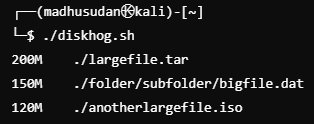 ┌──(madhusudan㉿kali)-[~]
└─$ ./diskhog.sh
200M    ./largefile.tar
150M    ./folder/subfolder/bigfile.dat
120M    ./anotherlargefile.iso